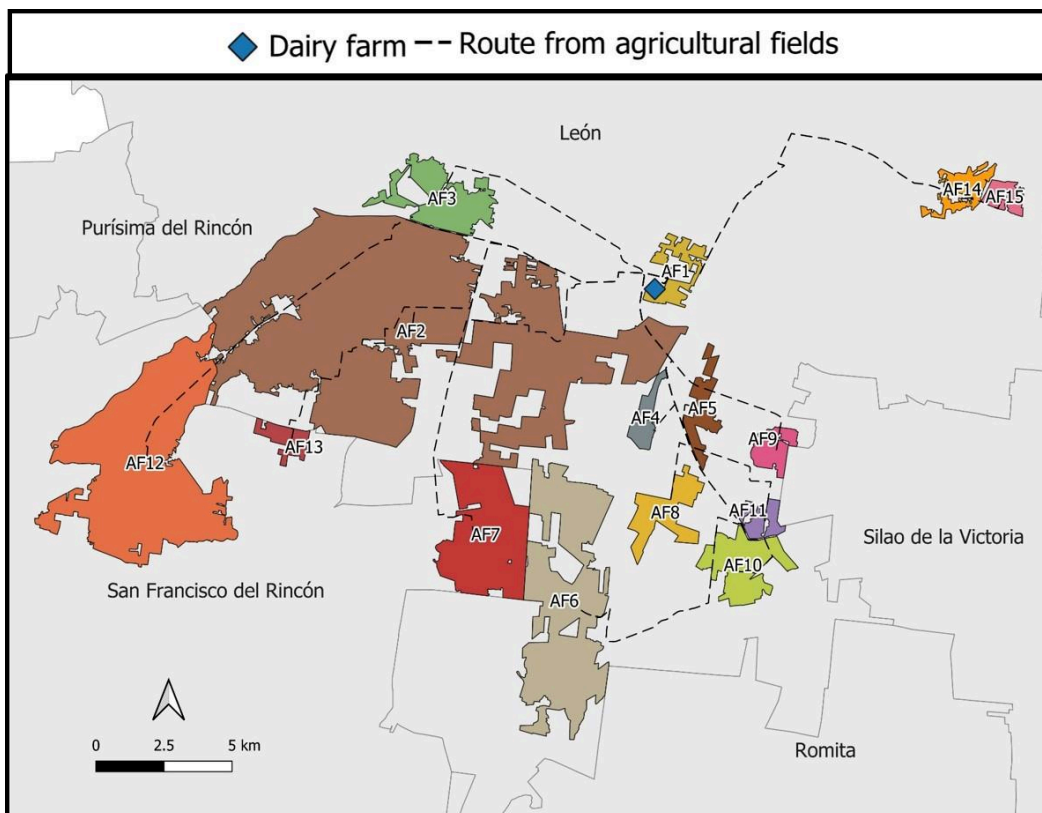 Dairy farm --- Route from agricultural fields
León
AF14
AF15
AF3
Purísima del Rincón
AF1
AF2
AF4
AF5
AF9
AF13
AF12
AF7
AF8
AF11
Silao de la Victoria
AF10
San Francisco del Rincón
AF6
0 2.5 5 km
Romita